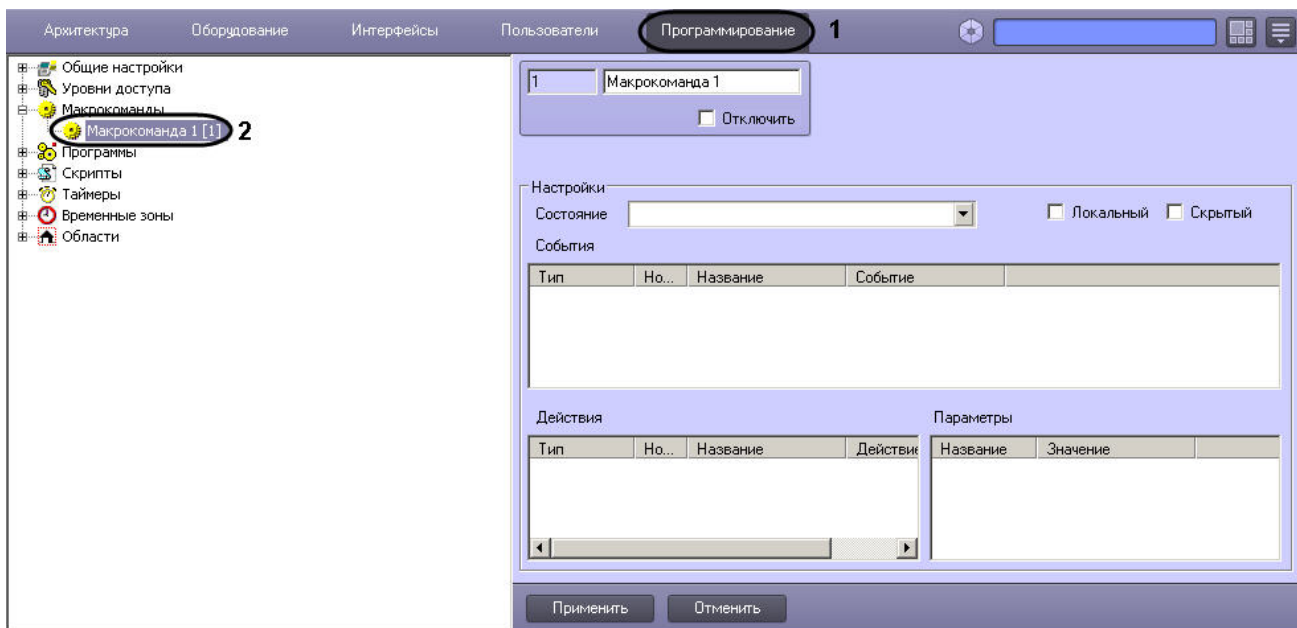 Архитектура Оборудование Интерфейсы Пользователи Программирование 1
Общие настройки
Уровни доступа
Макрокоманды
Макрокоманда 1 [1] 2
Программы
Скрипты
Таймеры
Временные зоны
Области
1 Макрокоманда 1
Отключить
Настройки
Состояние Локальный Скрытый
События
Тип Но... Название Событие
Действия Параметры
Тип Но... Название Действие Название Значение
Применить Отменить